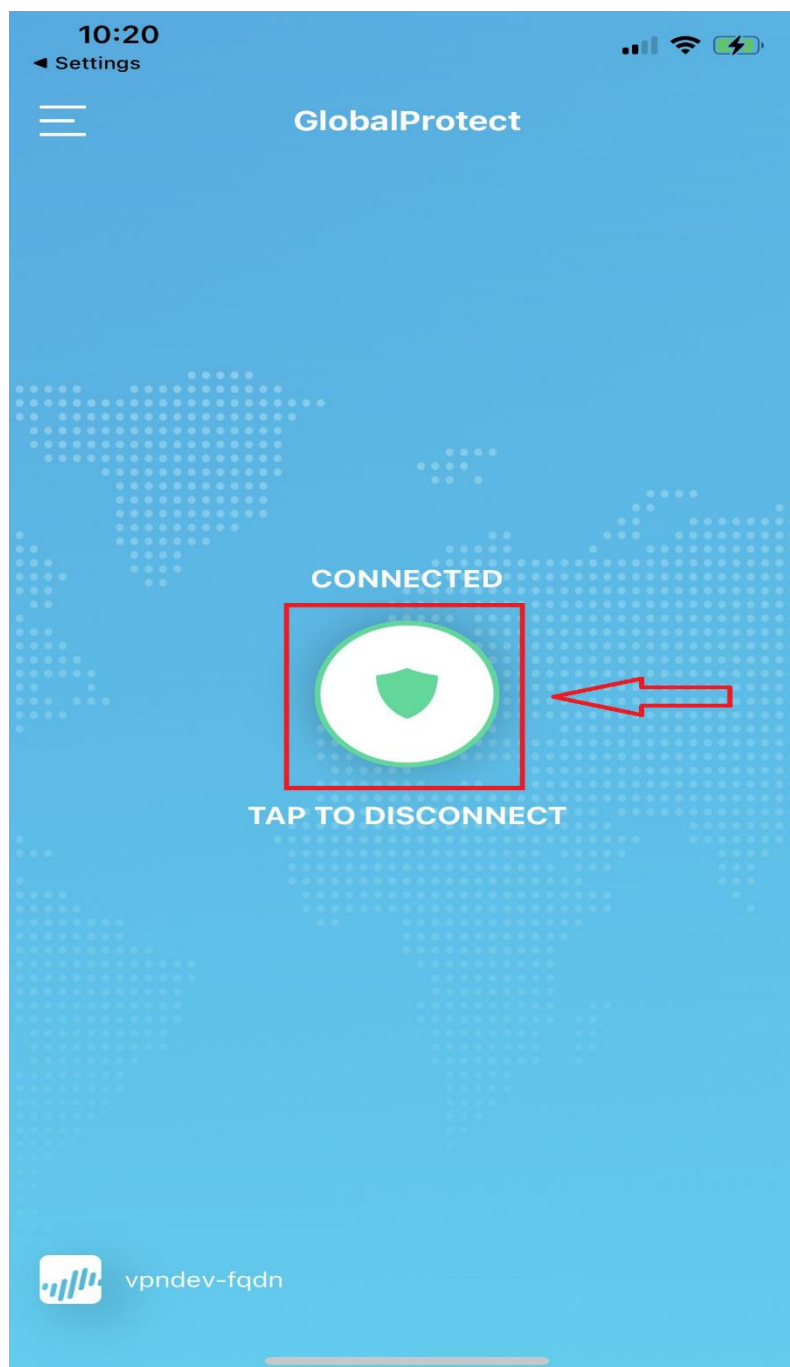 10:20
◀ Settings
GlobalProtect
CONNECTED
TAP TO DISCONNECT
vpndev-fqdn